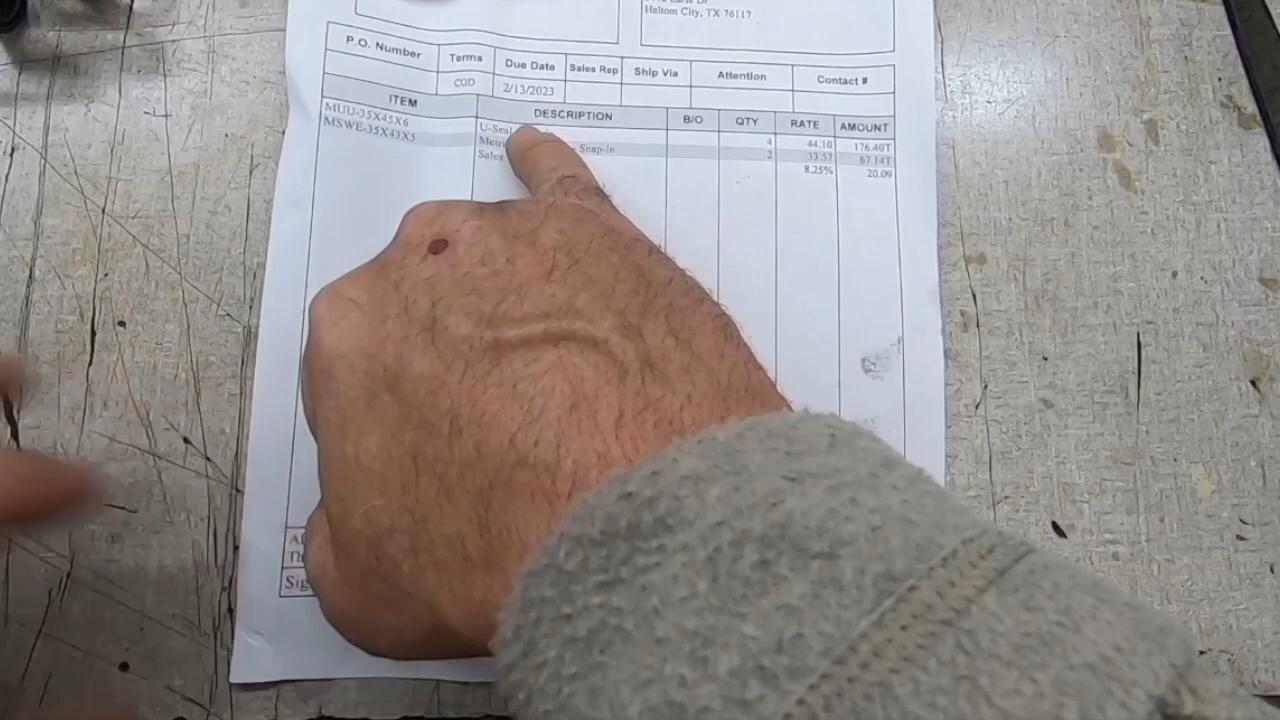 Haltom City, TX 76117
P.O. Number Terms Due Date Sales Rep Ship Via Attention Contact #
COD 2/13/2023
ITEM DESCRIPTION B/O QTY RATE AMOUNT
MUU-35X45X6 U-Seal 4 44.10 176.40T
MSWE-35X43X5 Snap-In 2 33.57 67.14T
Sales 8.25% 20.09